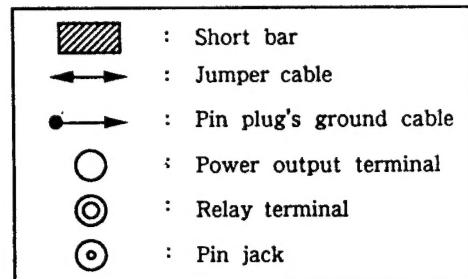 : Short bar
: Jumper cable
: Pin plug's ground cable
: Power output terminal
: Relay terminal
: Pin jack